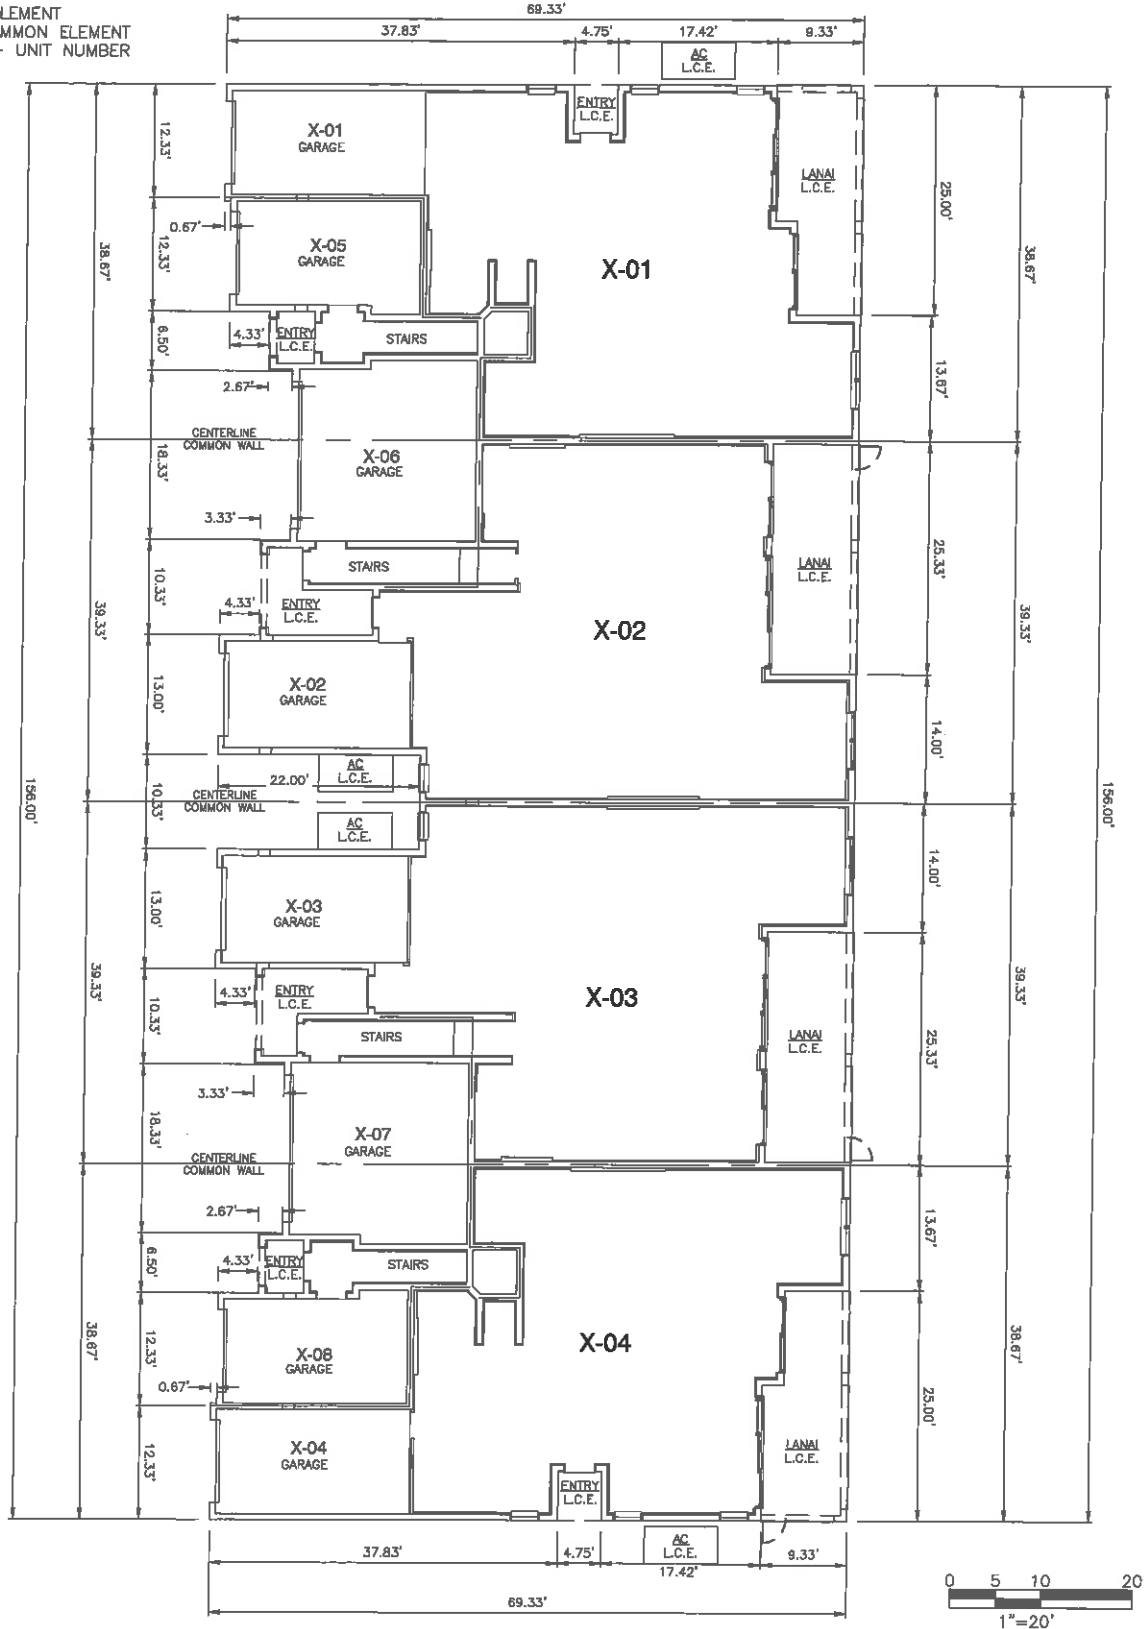 LEMENT
MMON ELEMENT
- UNIT NUMBER
69.33'
37.83'
4.75'
17.42'
9.33'
AC
L.C.E.
ENTRY
L.C.E.
X-01
GARAGE
LANAI
L.C.E.
12.33'
25.00'
0.67'
X-05
GARAGE
12.33'
38.67'
X-01
38.67'
4.33'
ENTRY
L.C.E.
STAIRS
6.50'
2.67'
13.67'
CENTERLINE
COMMON WALL
18.33'
X-06
GARAGE
3.33'
STAIRS
25.33'
LANAI
L.C.E.
10.33'
4.33'
ENTRY
L.C.E.
39.33'
X-02
39.33'
X-02
GARAGE
13.00'
14.00'
AC
L.C.E.
22.00'
156.00'
CENTERLINE
COMMON WALL
10.33'
156.00'
AC
L.C.E.
14.00'
X-03
GARAGE
13.00'
39.33'
4.33'
ENTRY
L.C.E.
X-03
39.33'
10.33'
STAIRS
LANAI
L.C.E.
25.33'
3.33'
18.33'
X-07
GARAGE
CENTERLINE
COMMON WALL
2.67'
13.67'
4.33'
ENTRY
L.C.E.
STAIRS
6.50'
38.67'
X-04
38.67'
X-08
GARAGE
12.33'
0.67'
25.00'
X-04
GARAGE
12.33'
LANAI
L.C.E.
ENTRY
L.C.E.
AC
L.C.E.
37.83'
4.75'
17.42'
9.33'
69.33'
0 5 10 20
1"=20'